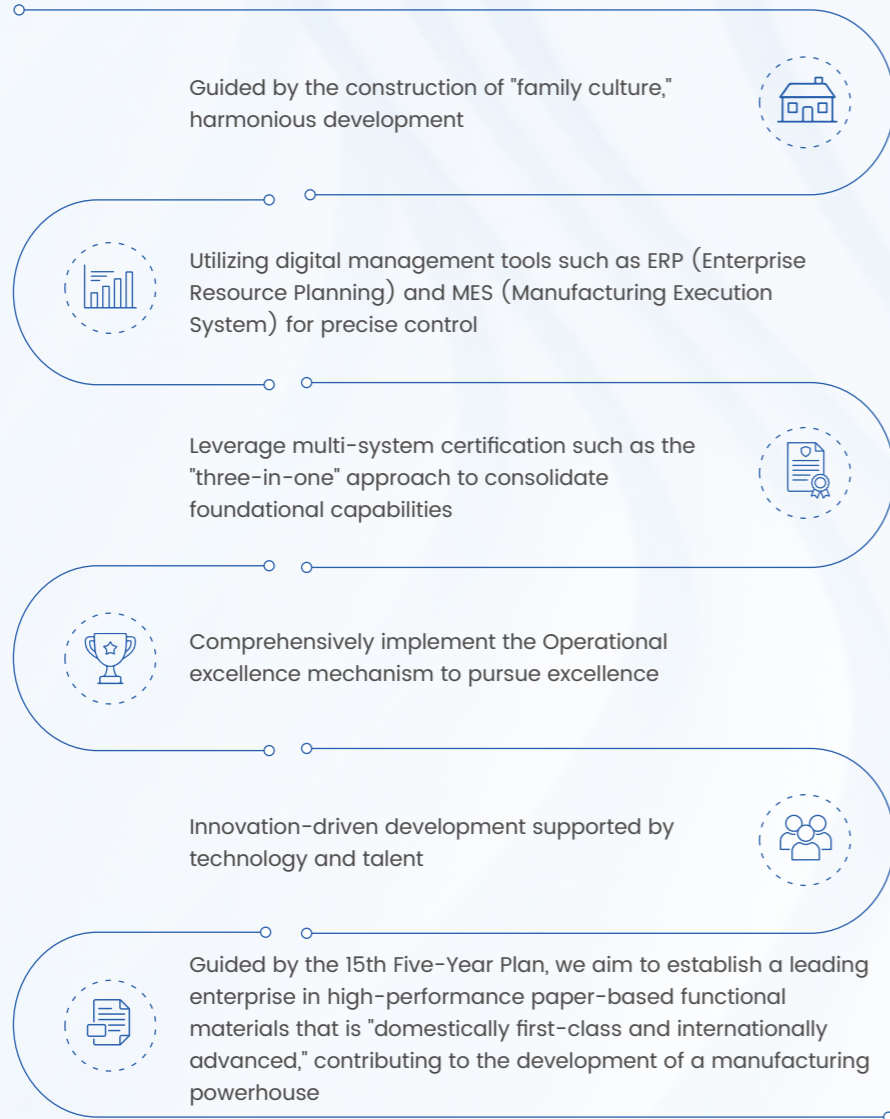 Guided by the construction of "family culture,"
harmonious development
Utilizing digital management tools such as ERP (Enterprise
Resource Planning) and MES (Manufacturing Execution
System) for precise control
Leverage multi-system certification such as the
"three-in-one" approach to consolidate
foundational capabilities
Comprehensively implement the Operational
excellence mechanism to pursue excellence
Innovation-driven development supported by
technology and talent
Guided by the 15th Five-Year Plan, we aim to establish a leading
enterprise in high-performance paper-based functional
materials that is "domestically first-class and internationally
advanced," contributing to the development of a manufacturing
powerhouse